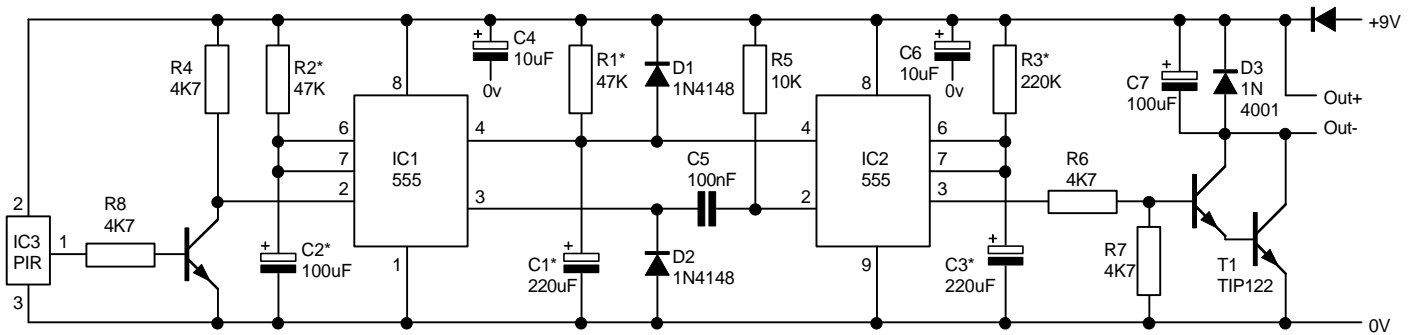 +9V
C4
10uF
0v
C6
10uF
0v
R4
4K7
R2*
47K
R1*
47K
D1
1N4148
R5
10K
R3*
220K
C7
100uF
D3
1N
4001
Out+
Out-
8
8
6
7
2
4
3
1
IC1
555
C5
100nF
4
2
6
7
3
9
IC2
555
R6
4K7
R7
4K7
2
1
3
IC3
PIR
R8
4K7
+
C2*
100uF
+
C1*
220uF
D2
1N4148
C3*
220uF
+
T1
TIP122
+
+
+
0V